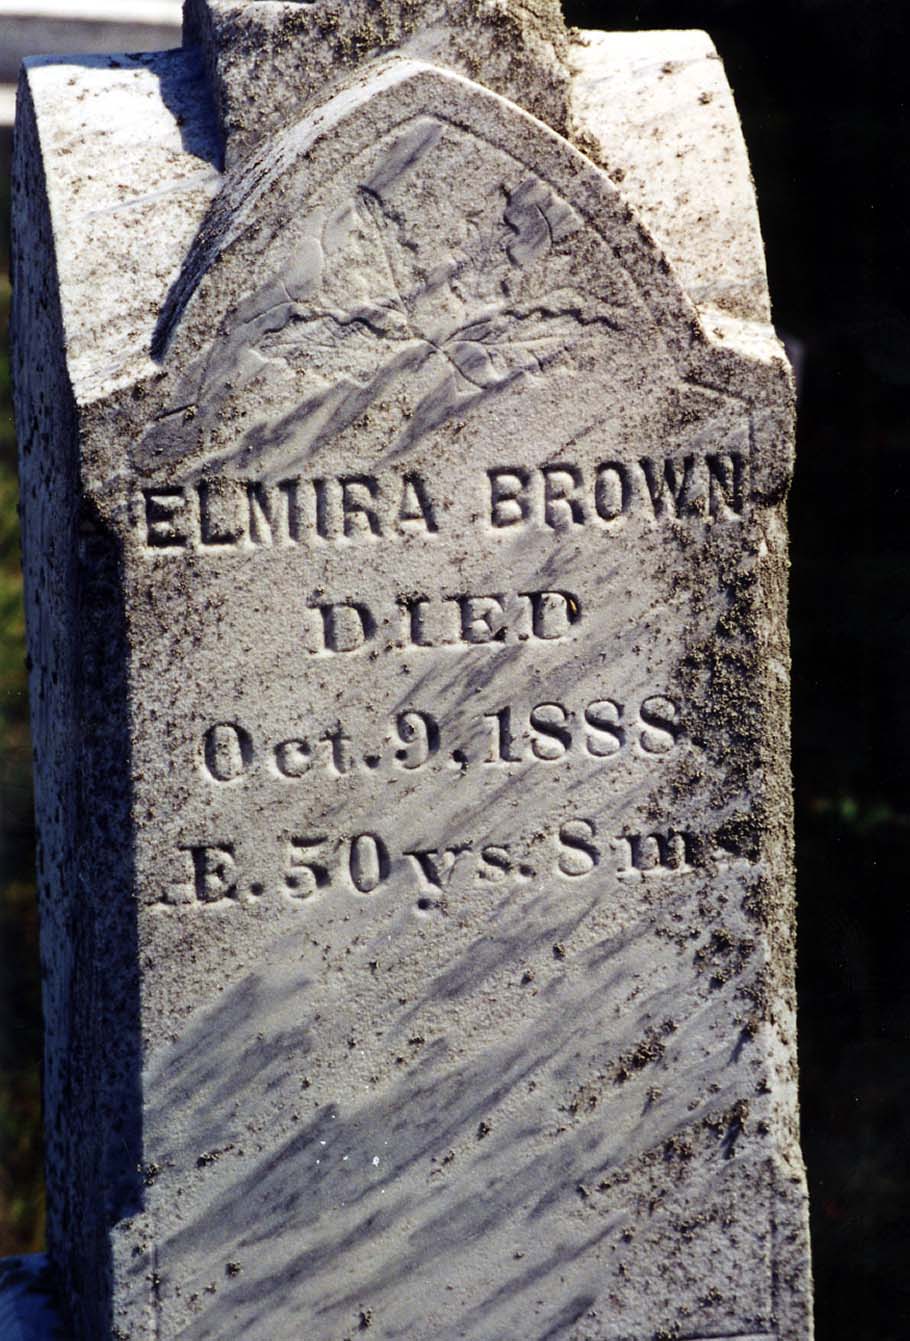 ELMIRA BROWN
DIED
Oct. 9, 1888
Æ. 50 ys. 8 m.